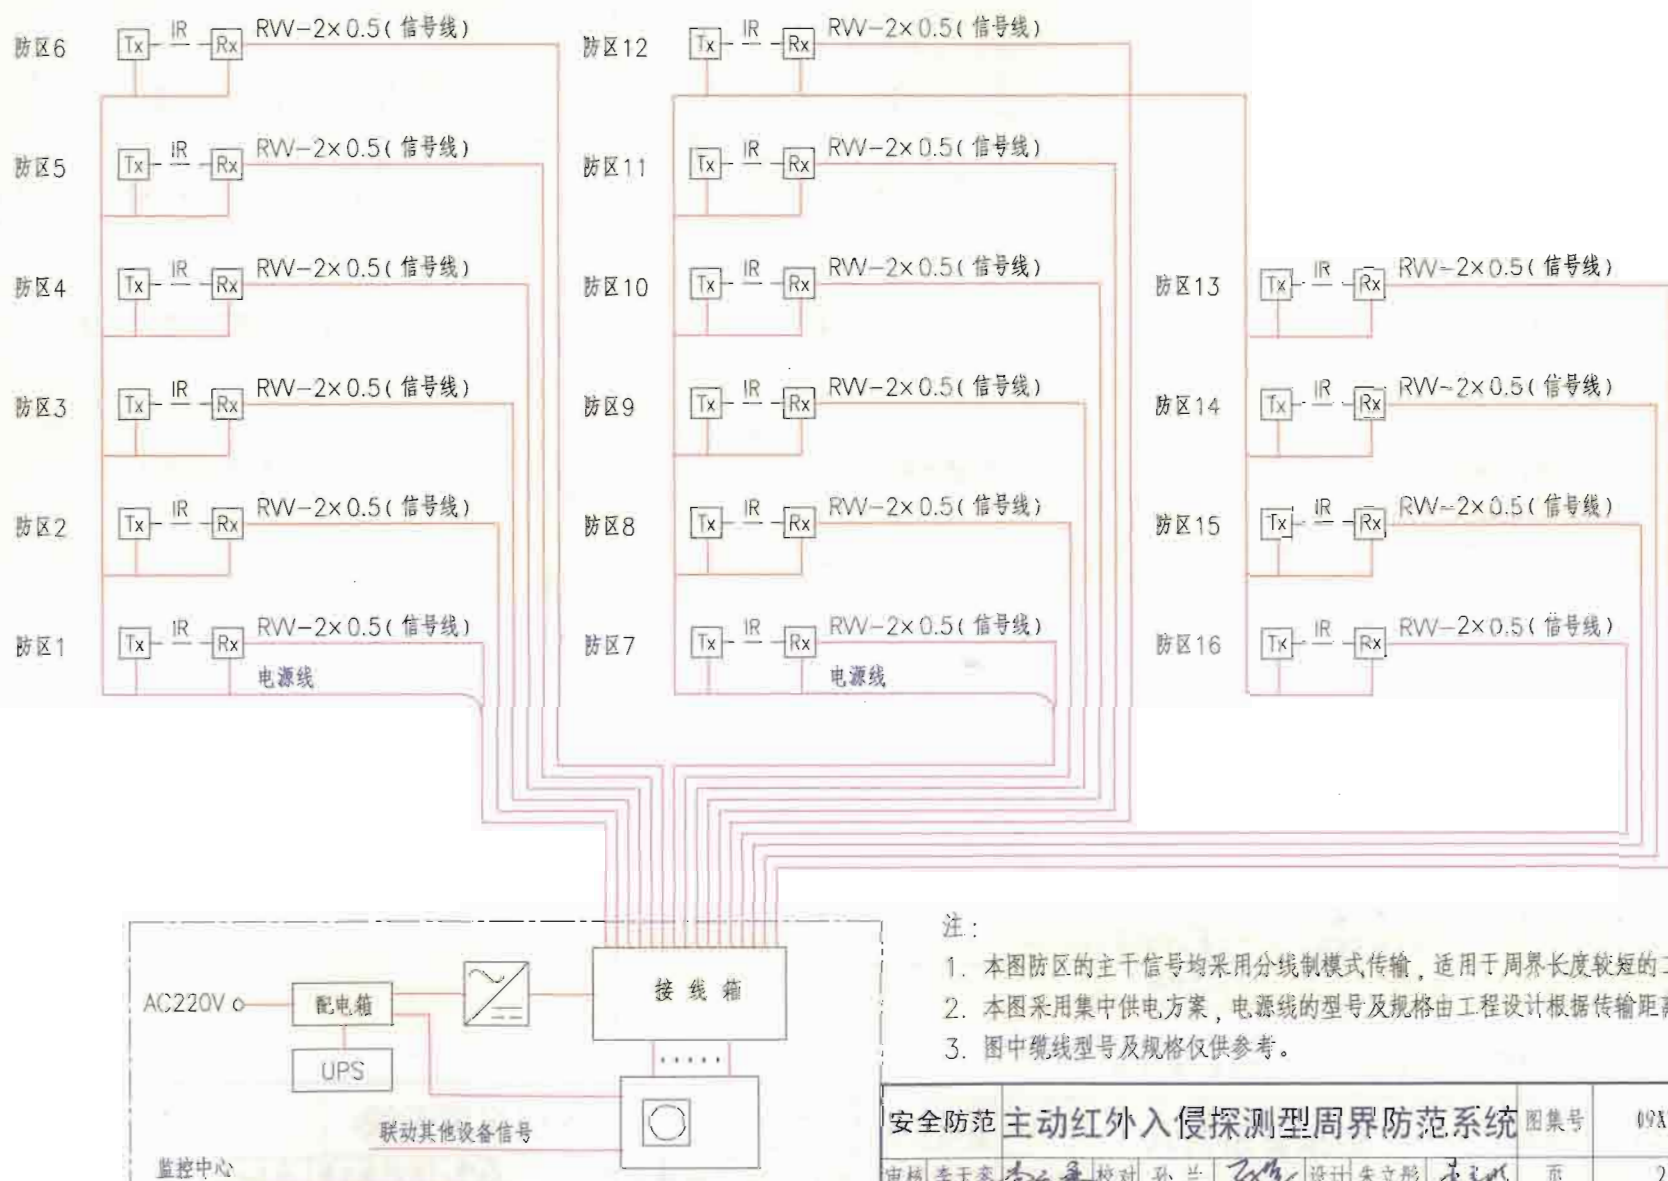 防区6 Tx IR Rx RVV-2×0.5(信号线)
防区12 Tx IR Rx RVV-2×0.5(信号线)
防区5 Tx IR Rx RVV-2×0.5(信号线)
防区11 Tx IR Rx RVV-2×0.5(信号线)
防区4 Tx IR Rx RVV-2×0.5(信号线)
防区10 Tx IR Rx RVV-2×0.5(信号线)
防区13 Tx IR Rx RVV-2×0.5(信号线)
防区3 Tx IR Rx RVV-2×0.5(信号线)
防区9 Tx IR Rx RVV-2×0.5(信号线)
防区14 Tx IR Rx RVV-2×0.5(信号线)
防区2 Tx IR Rx RVV-2×0.5(信号线)
防区8 Tx IR Rx RVV-2×0.5(信号线)
防区15 Tx IR Rx RVV-2×0.5(信号线)
防区1 Tx IR Rx RVV-2×0.5(信号线)
电源线
防区7 Tx IR Rx RVV-2×0.5(信号线)
电源线
防区16 Tx IR Rx RVV-2×0.5(信号线)
AC220V
配电箱
UPS
接线箱
联动其他设备信号
监控中心
注:
1. 本图防区的主干信号均采用分线制模式传输,适用于周界长度较短的
2. 本图采用集中供电方案,电源线的型号及规格由工程设计根据传输距
3. 图中缆线型号及规格仅供参考。
安全防范 主动红外入侵探测型周界防范系统 图集号 09X
审核 校对 孙兰 设计 朱立彤 页 2